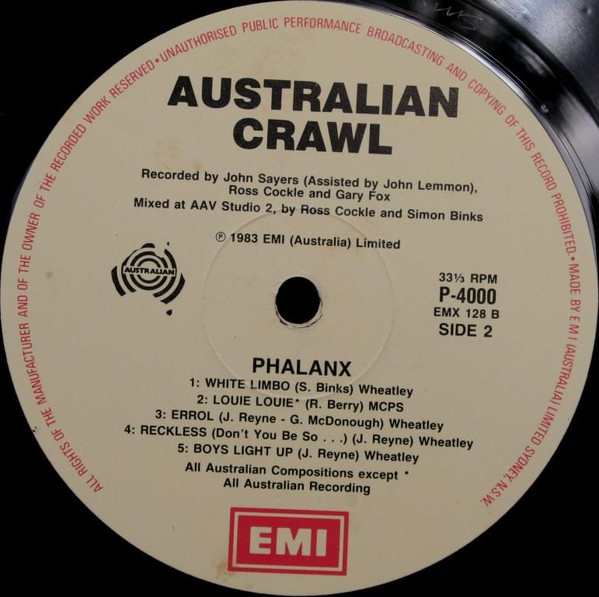 ALL RIGHTS OF THE MANUFACTURER AND OF THE OWNER OF THE RECORDED WORK RESERVED • UNAUTHORISED PUBLIC PERFORMANCE BROADCASTING AND COPYING OF THIS RECORD PROHIBITED. • MADE BY EMI (AUSTRALIA) LIMITED SYDNEY, N.S.W.
AUSTRALIAN
CRAWL
Recorded by John Sayers (Assisted by John Lemmon),
Ross Cockle and Gary Fox
Mixed at AAV Studio 2, by Ross Cockle and Simon Binks
℗ 1983 EMI (Australia) Limited
AUSTRALIAN
33⅓ RPM
P-4000
EMX 128 B
SIDE 2
PHALANX
1: WHITE LIMBO (S. Binks) Wheatley
2: LOUIE LOUIE* (R. Berry) MCPS
3: ERROL (J. Reyne - G. McDonough) Wheatley
4: RECKLESS (Don't You Be So . . .) (J. Reyne) Wheatley
5: BOYS LIGHT UP (J. Reyne) Wheatley
All Australian Compositions except *
All Australian Recording
EMI